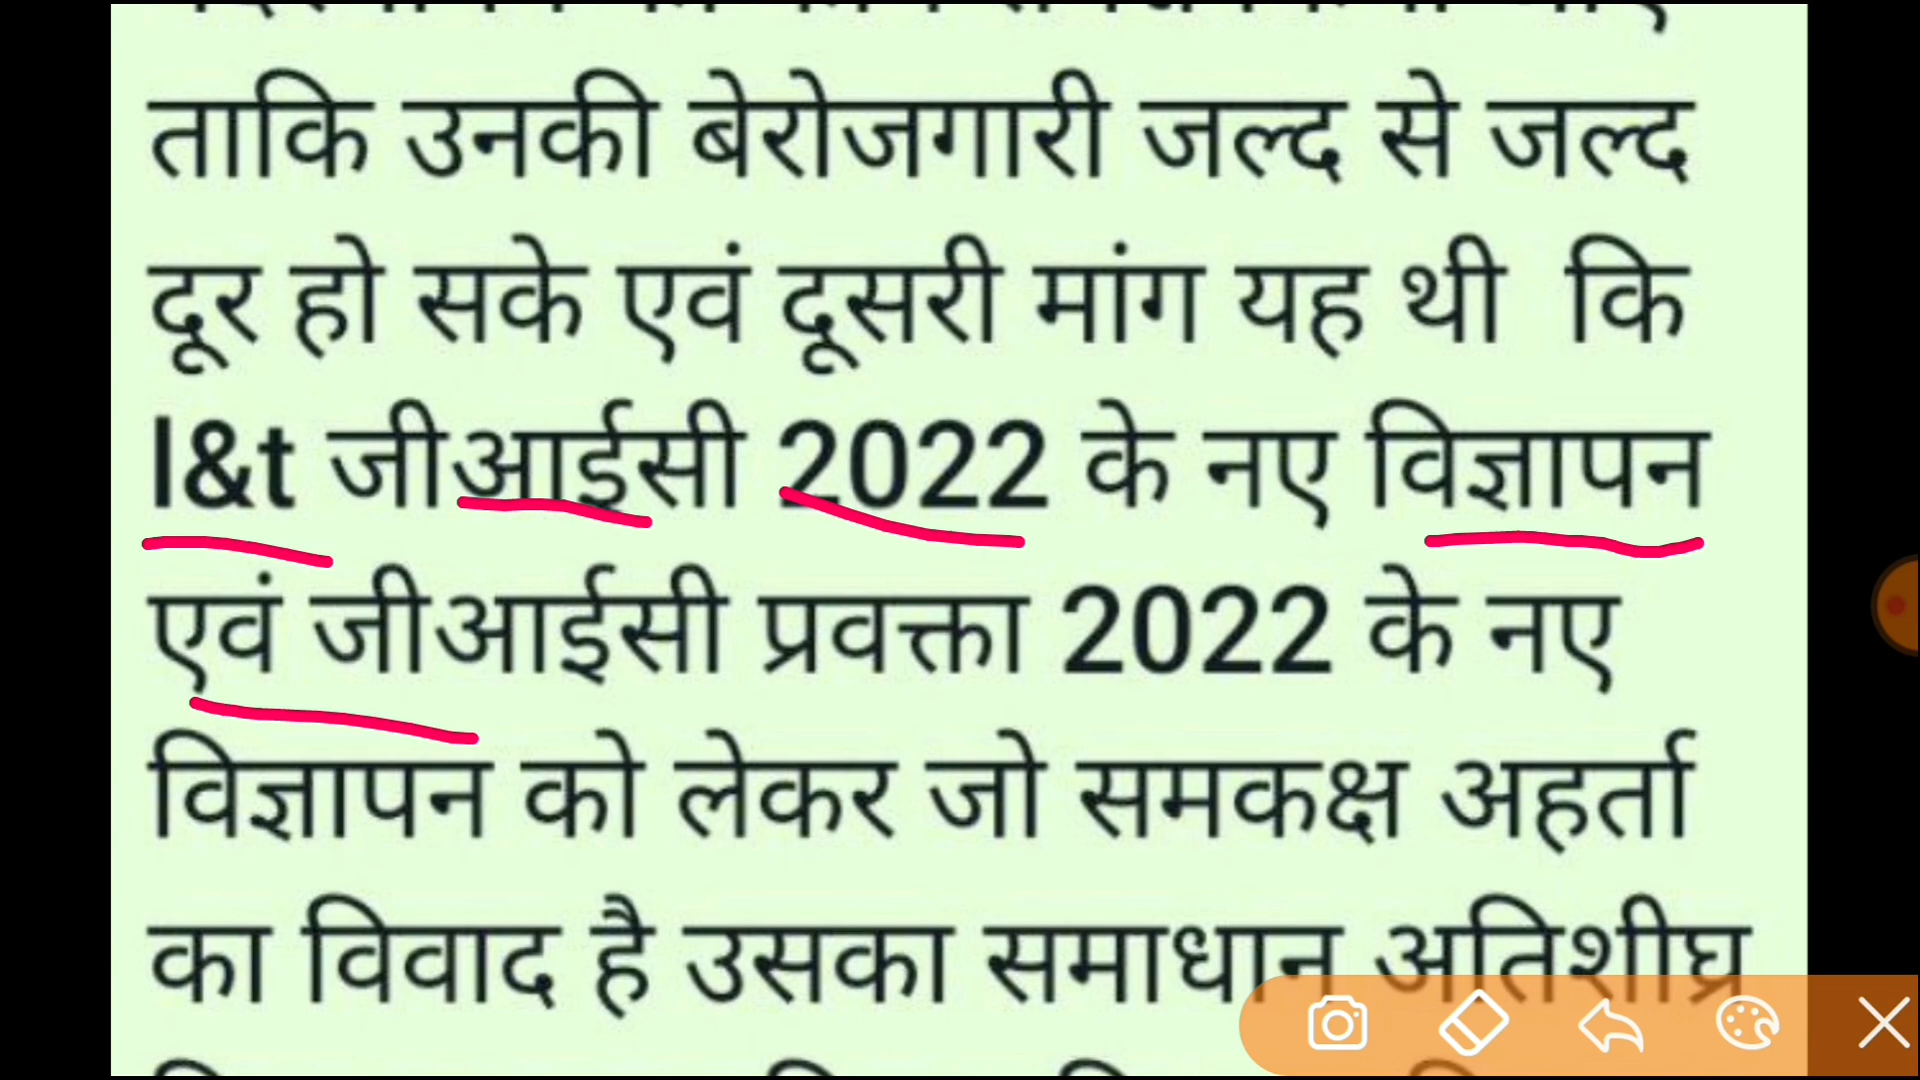 ताकि उनकी बेरोजगारी जल्द से जल्द
दूर हो सके एवं दूसरी मांग यह थी कि
l&t जीआईसी 2022 के नए विज्ञापन
एवं जीआईसी प्रवक्ता 2022 के नए
विज्ञापन को लेकर जो समकक्ष अहर्ता
का विवाद है उसका समाधान अतिशीघ्र